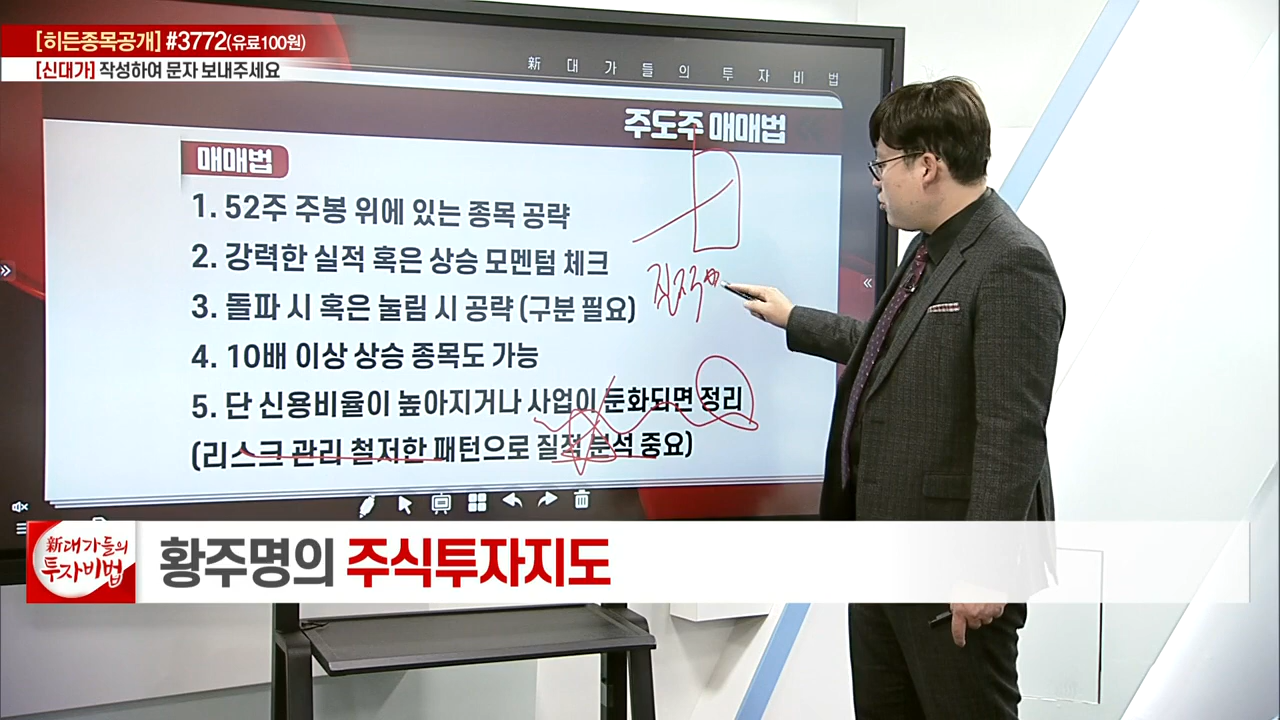 [히든종목공개] #3772(유료100원)
[신대가] 작성하여 문자 보내주세요
新 대가들의 투자비법
주도주 매매법
매매법
1. 52주 주봉 위에 있는 종목 공략
2. 강력한 실적 혹은 상승 모멘텀 체크
3. 돌파 시 혹은 눌림 시 공략 (구분 필요)
4. 10배 이상 상승 종목도 가능
5. 단 신용비율이 높아지거나 사업이 둔화되면 정리
(리스크 관리 철저한 패턴으로 질적 분석 중요)
新대가들의
투자비법
황주명의 주식투자지도